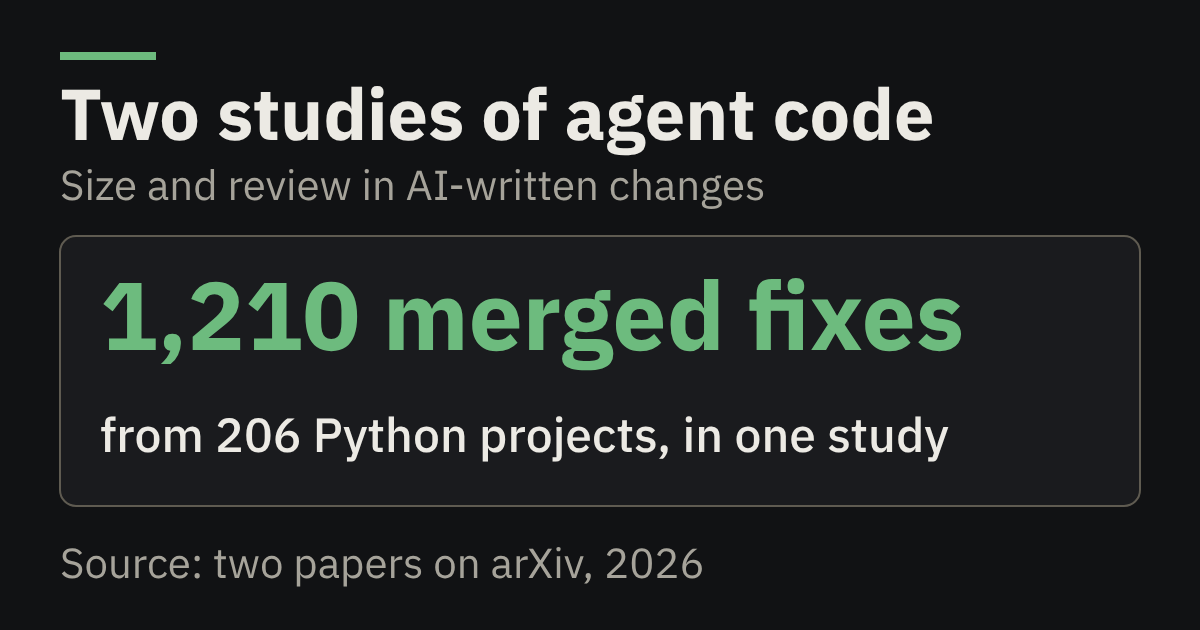 Two studies of agent code
Size and review in AI-written changes
1,210 merged fixes
from 206 Python projects, in one study
Source: two papers on arXiv, 2026